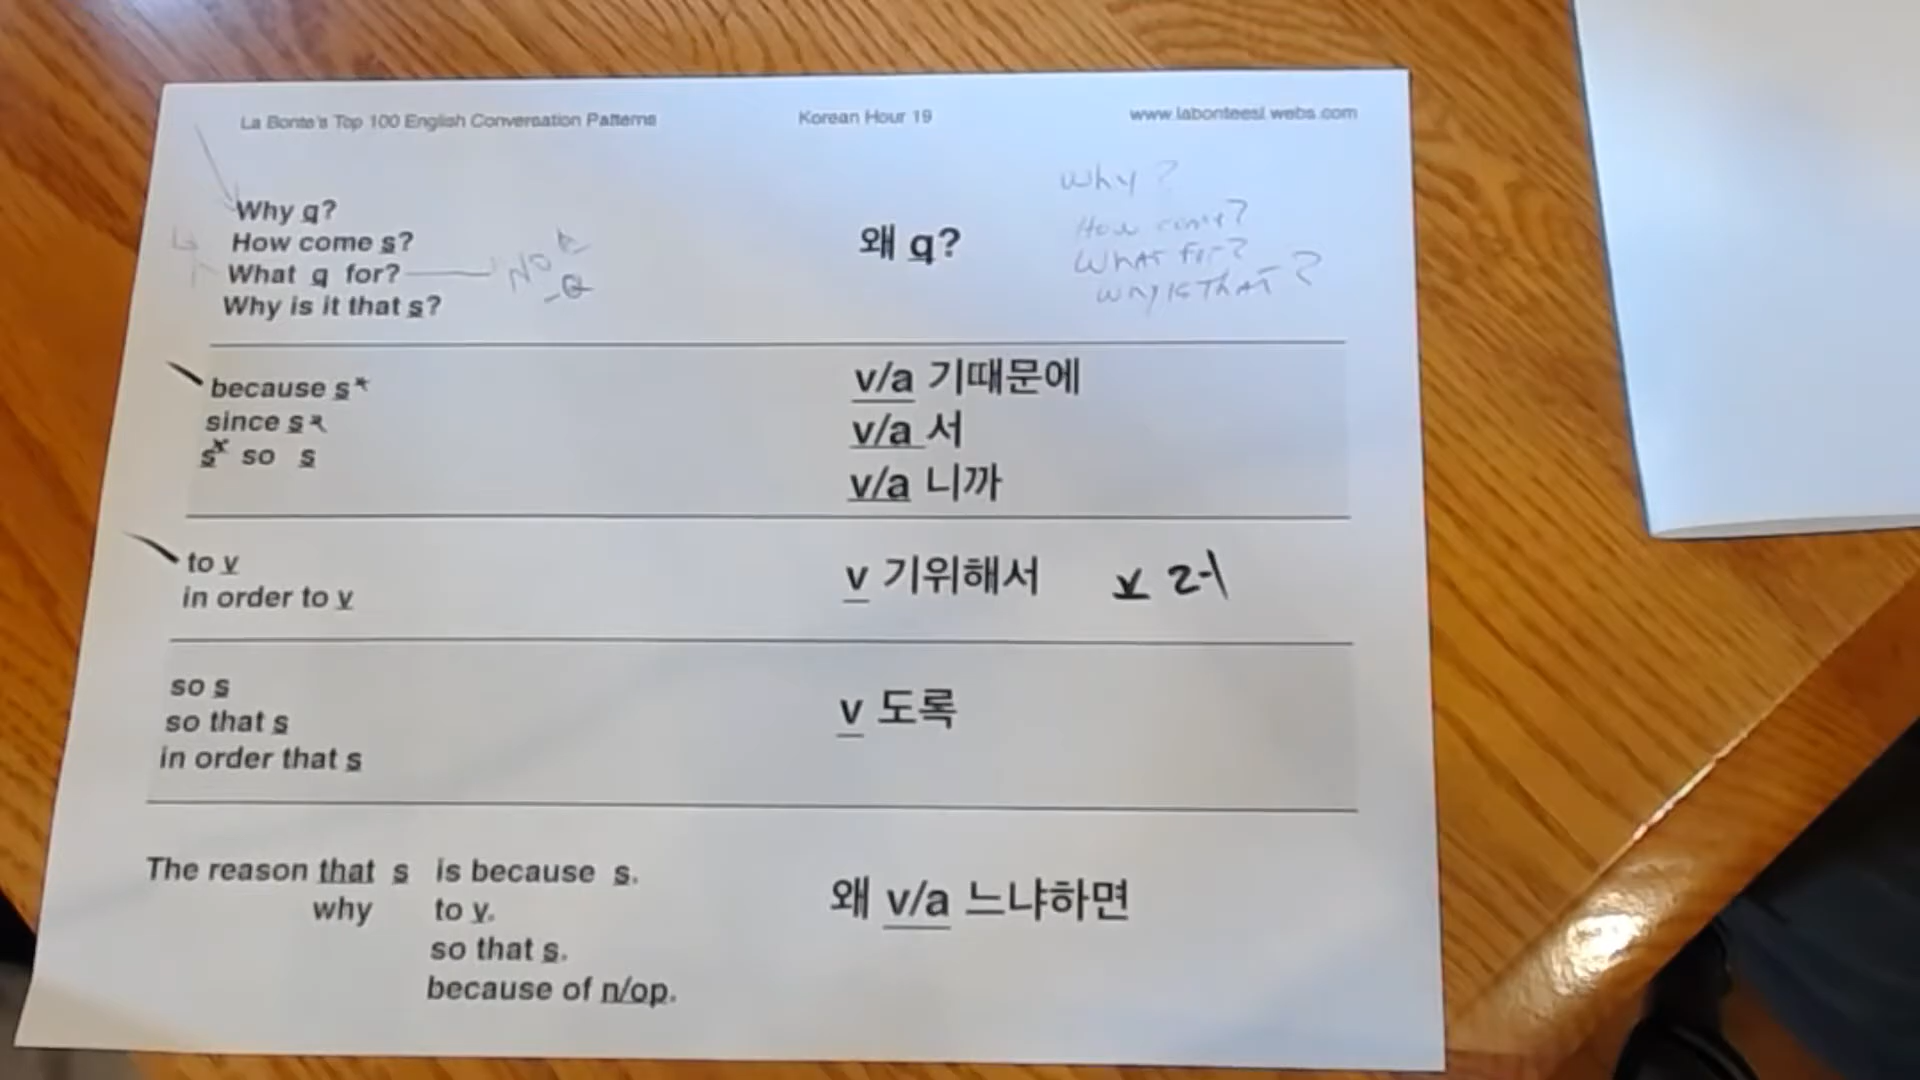 La Bonte's Top 100 English Conversation Patterns Korean Hour 19 www.labonteesl.webs.com
Why q?
How come s?
What q for?
Why is it that s?
NOT
왜 q?
Why?
How come?
What for?
Why is that?
because s*
since s*
s* so s
v/a 기때문에
v/a 서
v/a 니까
to v
in order to v
v 기위해서 v 러
so s
so that s
in order that s
v 도록
The reason that s is because s.
why to v.
so that s.
because of n/op.
왜 v/a 느냐하면